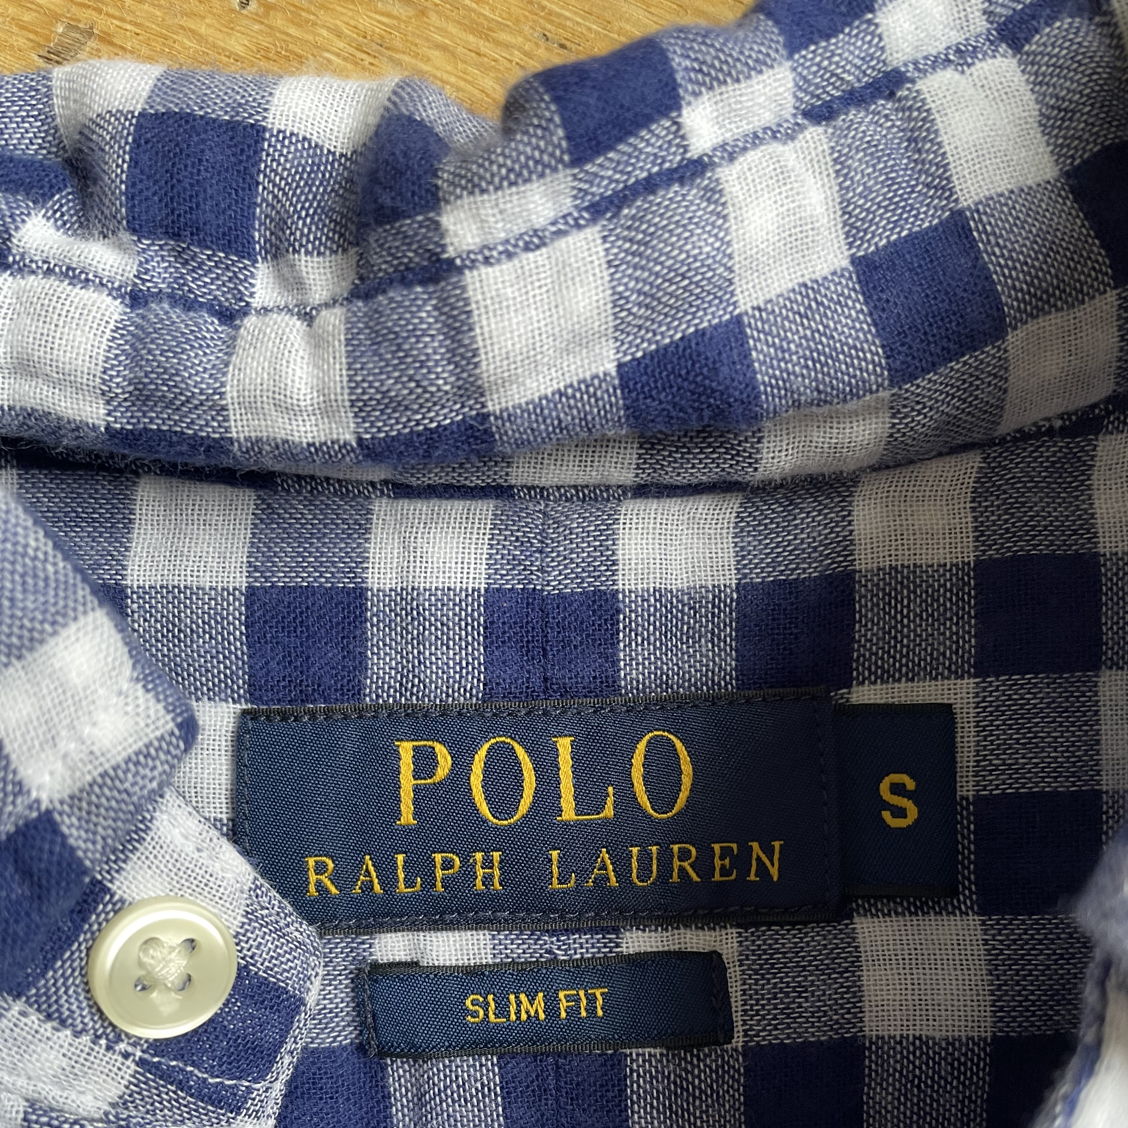 POLO
RALPH LAUREN
S
SLIM FIT